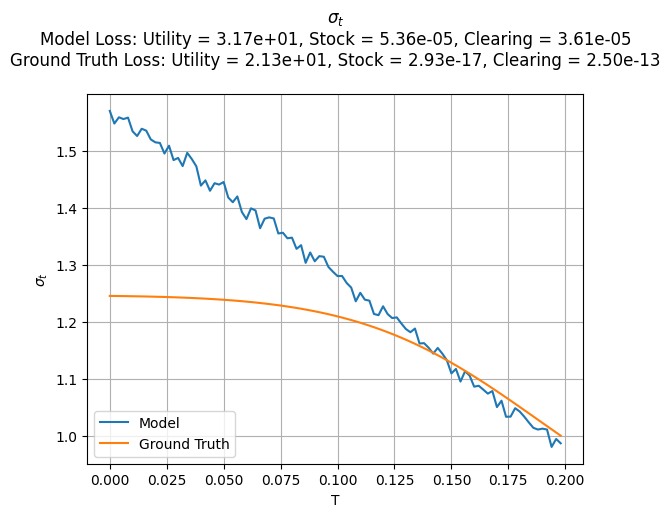 σt
Model Loss: Utility = 3.17e+01, Stock = 5.36e-05, Clearing = 3.61e-05
Ground Truth Loss: Utility = 2.13e+01, Stock = 2.93e-17, Clearing = 2.50e-13
1.5
1.4
1.3
1.2
1.1
1.0
σt
Model
Ground Truth
0.000 0.025 0.050 0.075 0.100 0.125 0.150 0.175 0.200
T